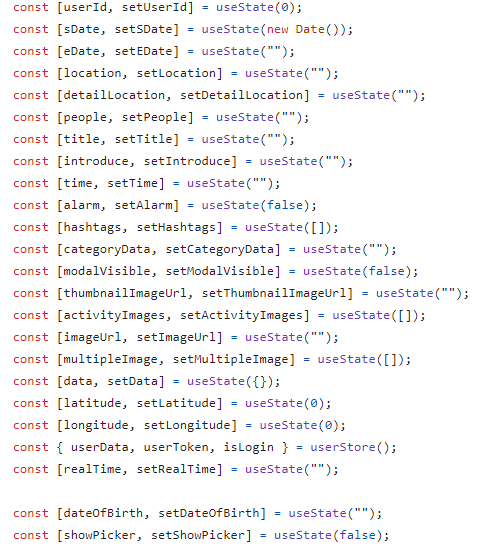 const [userId, setUserId] = useState(0);
const [sDate, setSDate] = useState(new Date());
const [eDate, setEDate] = useState("");
const [location, setLocation] = useState("");
const [detailLocation, setDetailLocation] = useState("");
const [people, setPeople] = useState("");
const [title, setTitle] = useState("");
const [introduce, setIntroduce] = useState("");
const [time, setTime] = useState("");
const [alarm, setAlarm] = useState(false);
const [hashtags, setHashtags] = useState([]);
const [categoryData, setCategoryData] = useState("");
const [modalVisible, setModalVisible] = useState(false);
const [thumbnailImageUrl, setThumbnailImageUrl] = useState("");
const [activityImages, setActivityImages] = useState([]);
const [imageUrl, setImageUrl] = useState("");
const [multipleImage, setMultipleImage] = useState([]);
const [data, setData] = useState({});
const [latitude, setLatitude] = useState(0);
const [longitude, setLongitude] = useState(0);
const { userData, userToken, isLogin } = userStore();
const [realTime, setRealTime] = useState("");

const [dateOfBirth, setDateOfBirth] = useState("");
const [showPicker, setShowPicker] = useState(false);